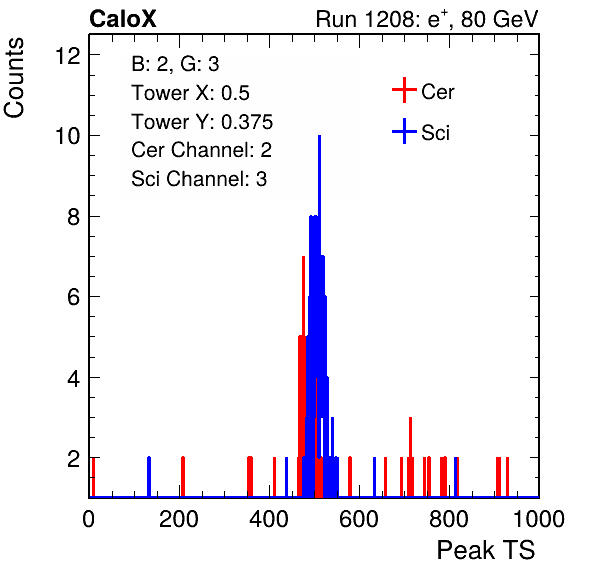 CaloX
Run 1208: e⁺, 80 GeV
Counts
B: 2, G: 3
Tower X: 0.5
Tower Y: 0.375
Cer Channel: 2
Sci Channel: 3
Cer
Sci
12
10
8
6
4
2
0 200 400 600 800 1000
Peak TS